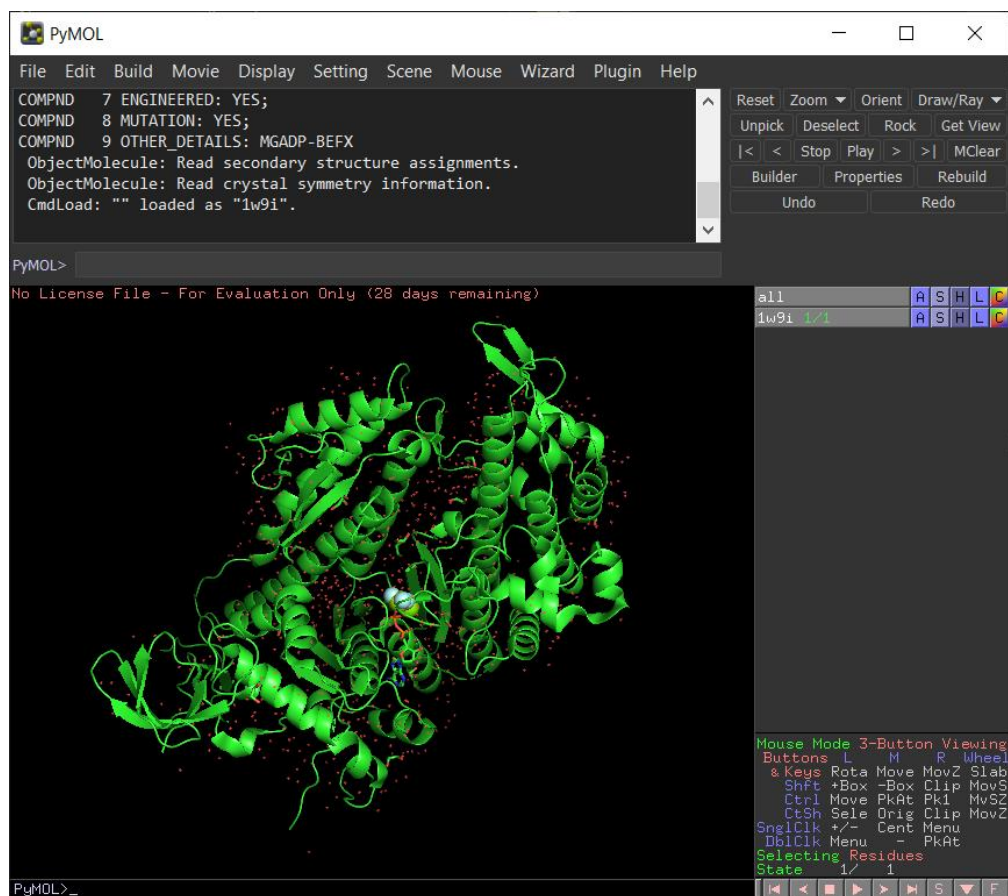 PyMOL
File Edit Build Movie Display Setting Scene Mouse Wizard Plugin Help
COMPND 7 ENGINEERED: YES;
COMPND 8 MUTATION: YES;
COMPND 9 OTHER_DETAILS: MGADP-BEFX
ObjectMolecule: Read secondary structure assignments.
ObjectMolecule: Read crystal symmetry information.
CmdLoad: "" loaded as "1w9i".
Reset Zoom Orient Draw/Ray
Unpick Deselect Rock Get View
|< < Stop Play > >| MClear
Builder Properties Rebuild
Undo Redo
PyMOL>
No License File - For Evaluation Only (28 days remaining)
all A S H L C
1w9i 1/1 A S H L C
Mouse Mode 3-Button Viewing
Buttons L M R Wheel
& Keys Rota Move MovZ Slab
Shft +Box -Box Clip MovS
Ctrl Move PkAt Pk1 MvSZ
CtSh Sele Orig Clip MovZ
SnglClk +/- Cent Menu
DblClk Menu - PkAt
Selecting Residues
State 1/ 1
PyMOL>_
S F